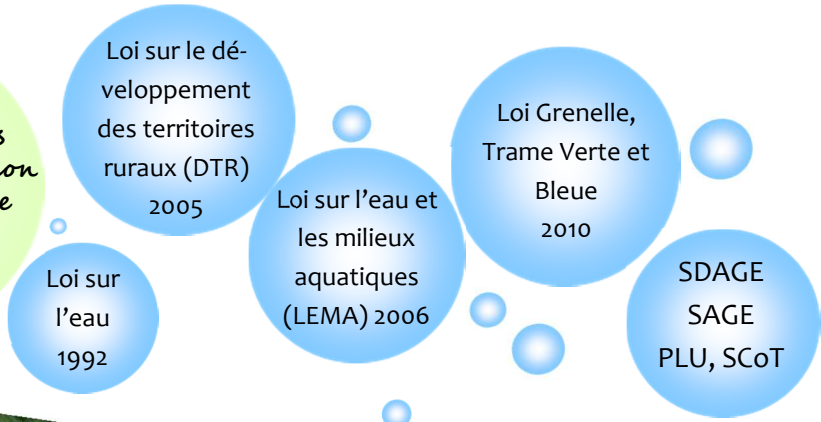 Loi sur le dé-
veloppement
des territoires
ruraux (DTR)
2005
Loi sur
l'eau
1992
Loi sur l'eau et
les milieux
aquatiques
(LEMA) 2006
Loi Grenelle,
Trame Verte et
Bleue
2010
SDAGE
SAGE
PLU, SCoT